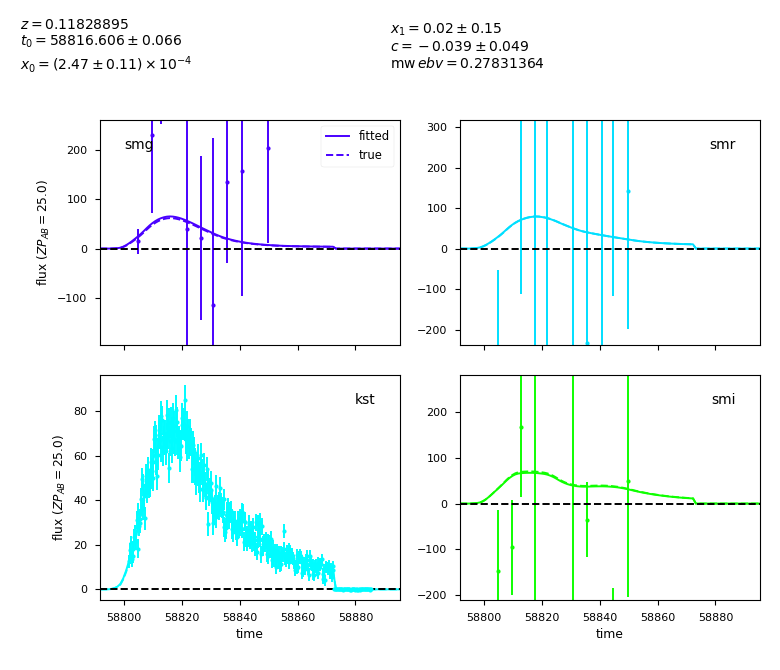 z = 0.11828895
t₀ = 58816.606 ± 0.066
x₀ = (2.47 ± 0.11) × 10⁻⁴
x₁ = 0.02 ± 0.15
c = −0.039 ± 0.049
mw ebv = 0.27831364
smg
fitted
true
flux (ZP_AB = 25.0)
200
100
0
−100
smr
300
200
100
0
−100
−200
kst
flux (ZP_AB = 25.0)
80
60
40
20
0
58800 58820 58840 58860 58880
time
smi
200
100
0
−100
−200
58800 58820 58840 58860 58880
time